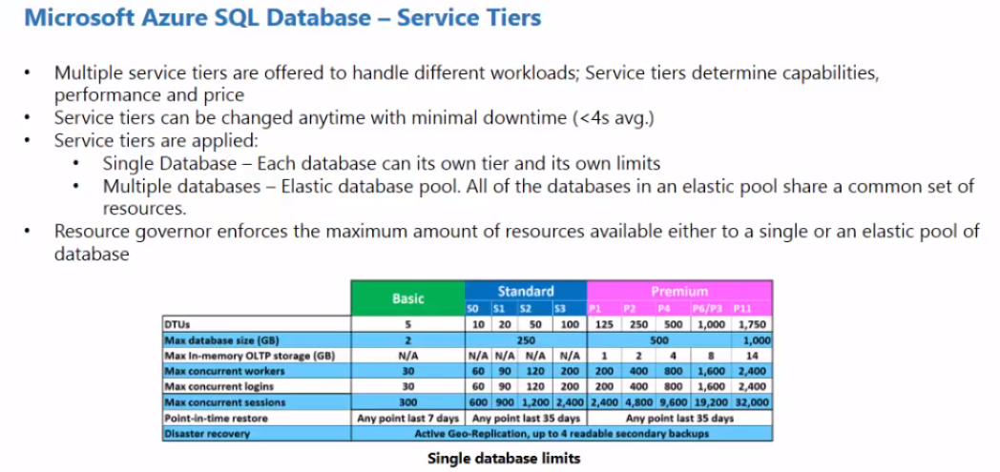 Microsoft Azure SQL Database – Service Tiers
• Multiple service tiers are offered to handle different workloads; Service tiers determine capabilities,
performance and price
• Service tiers can be changed anytime with minimal downtime (<4s avg.)
• Service tiers are applied:
• Single Database – Each database can its own tier and its own limits
• Multiple databases – Elastic database pool. All of the databases in an elastic pool share a common set of
resources.
• Resource governor enforces the maximum amount of resources available either to a single or an elastic pool of
database
Basic Standard Premium
S0 S1 S2 S3 P1 P2 P4 P6/P3 P11
DTUs 5 10 20 50 100 125 250 500 1,000 1,750
Max database size (GB) 2 250 500 1,000
Max In-memory OLTP storage (GB) N/A N/A N/A N/A N/A 1 2 4 8 14
Max concurrent workers 30 60 90 120 200 200 400 800 1,600 2,400
Max concurrent logins 30 60 90 120 200 200 400 800 1,600 2,400
Max concurrent sessions 300 600 900 1,200 2,400 2,400 4,800 9,600 19,200 32,000
Point-in-time restore Any point last 7 days Any point last 35 days Any point last 35 days
Disaster recovery Active Geo-Replication, up to 4 readable secondary backups
Single database limits